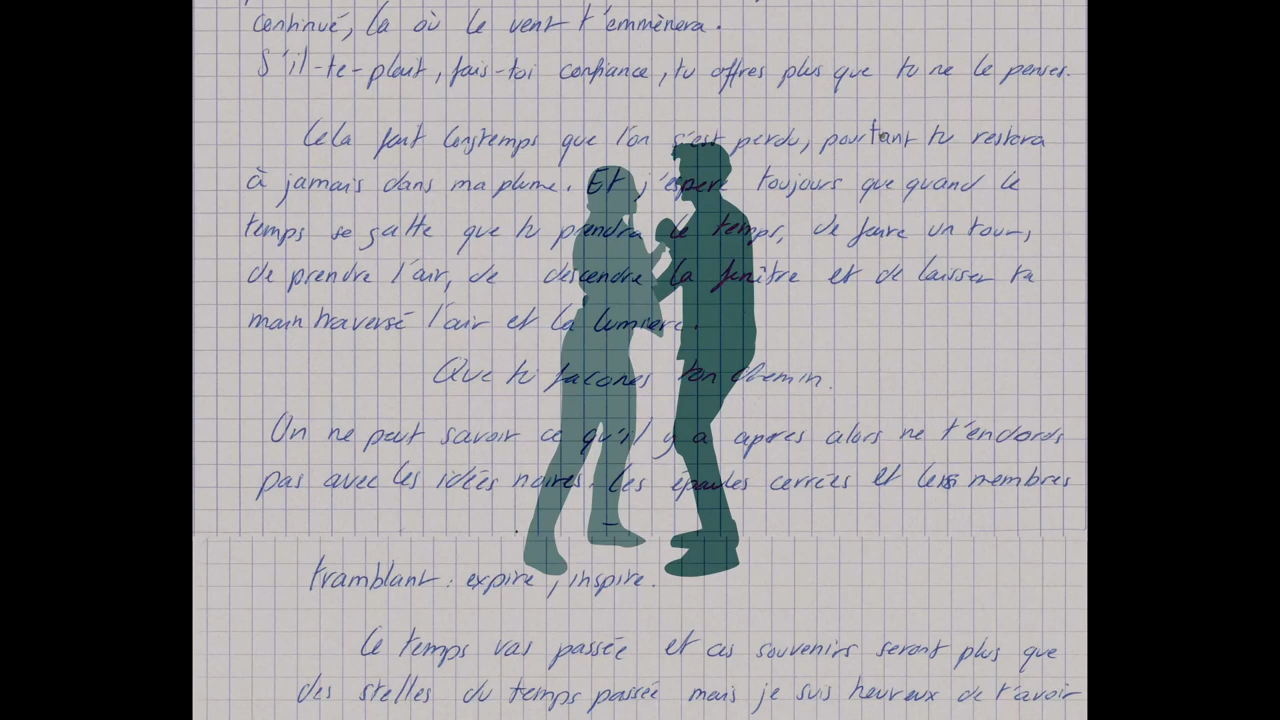 continué, là où le vent t'emmènera.
S'il-te-plait, fais-toi confiance, tu offres plus que tu ne le penses.
Cela fait longtemps que l'on s'est perdu, pourtant tu restera
à jamais dans ma plume. Et j'espère toujours que quand le
temps se gatte que tu prendra le temps, de faire un tour,
de prendre l'air, de descendre la fenêtre et de laisser ta
main traversé l'air et la lumière.
Que tu facones ton chemin.
On ne peut savoir ce qu'il y a apres alors ne t'endords
pas avec les idées noires. Les épaules cerrées et les membres
tramblant : expire, inspire.
Le temps vas passée et ces souvenirs seront plus que
des stelles du temps passée mais je suis heureux de t'avoir